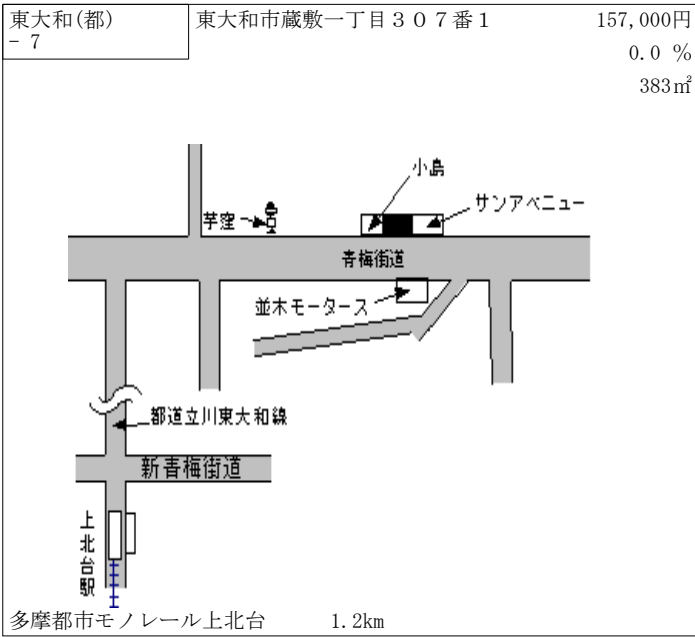 東大和(都)
- 7
東大和市蔵敷一丁目３０７番１
157,000円
0.0 %
383㎡
小島
サンアベニュー
芋窪
青梅街道
並木モータース
都道立川東大和線
新青梅街道
上北台駅
多摩都市モノレール上北台 1.2km